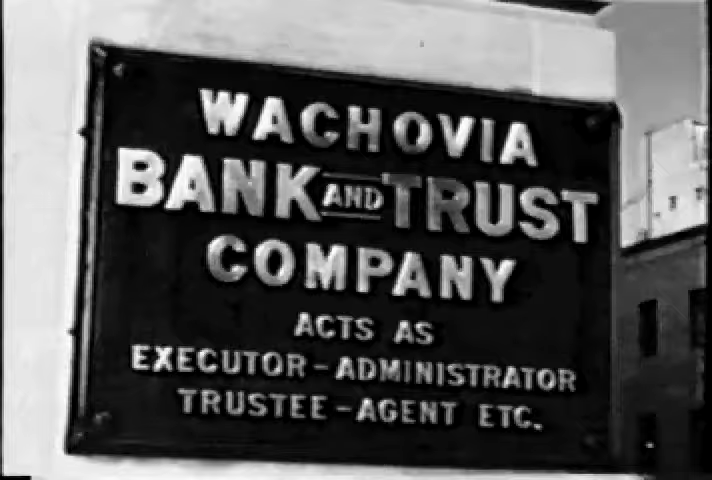 WACHOVIA
BANK AND TRUST
COMPANY
ACTS AS
EXECUTOR-ADMINISTRATOR
TRUSTEE-AGENT ETC.